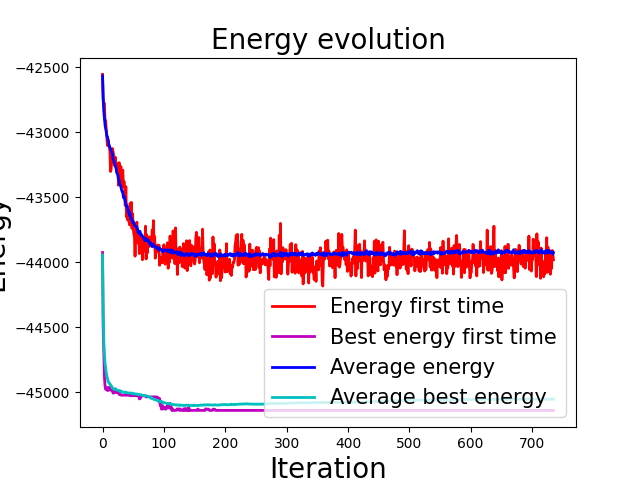 Energy evolution
−42500
−43000
−43500
−44000
−44500
−45000
0
100
200
300
400
500
600
700
Iteration
Energy first time
Best energy first time
Average energy
Average best energy